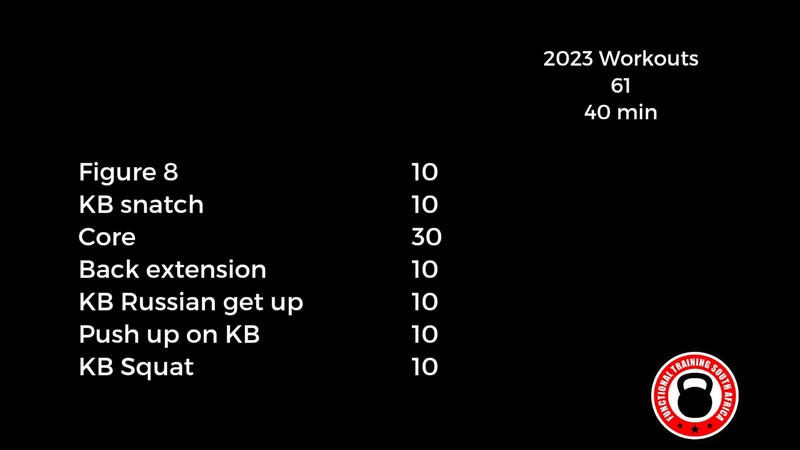 2023 Workouts
61
40 min
Figure 8 10
KB snatch 10
Core 30
Back extension 10
KB Russian get up 10
Push up on KB 10
KB Squat 10
FUNCTIONAL TRAINING SOUTH AFRICA